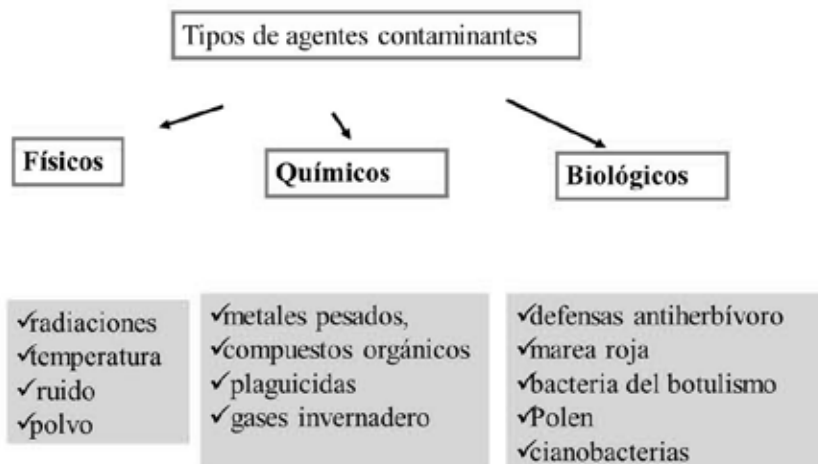 Tipos de agentes contaminantes
Físicos
Químicos
Biológicos
✓radiaciones
✓temperatura
✓ruido
✓polvo
✓metales pesados,
✓compuestos orgánicos
✓plaguicidas
✓gases invernadero
✓defensas antiherbívoro
✓marea roja
✓bacteria del botulismo
✓Polen
✓cianobacterias